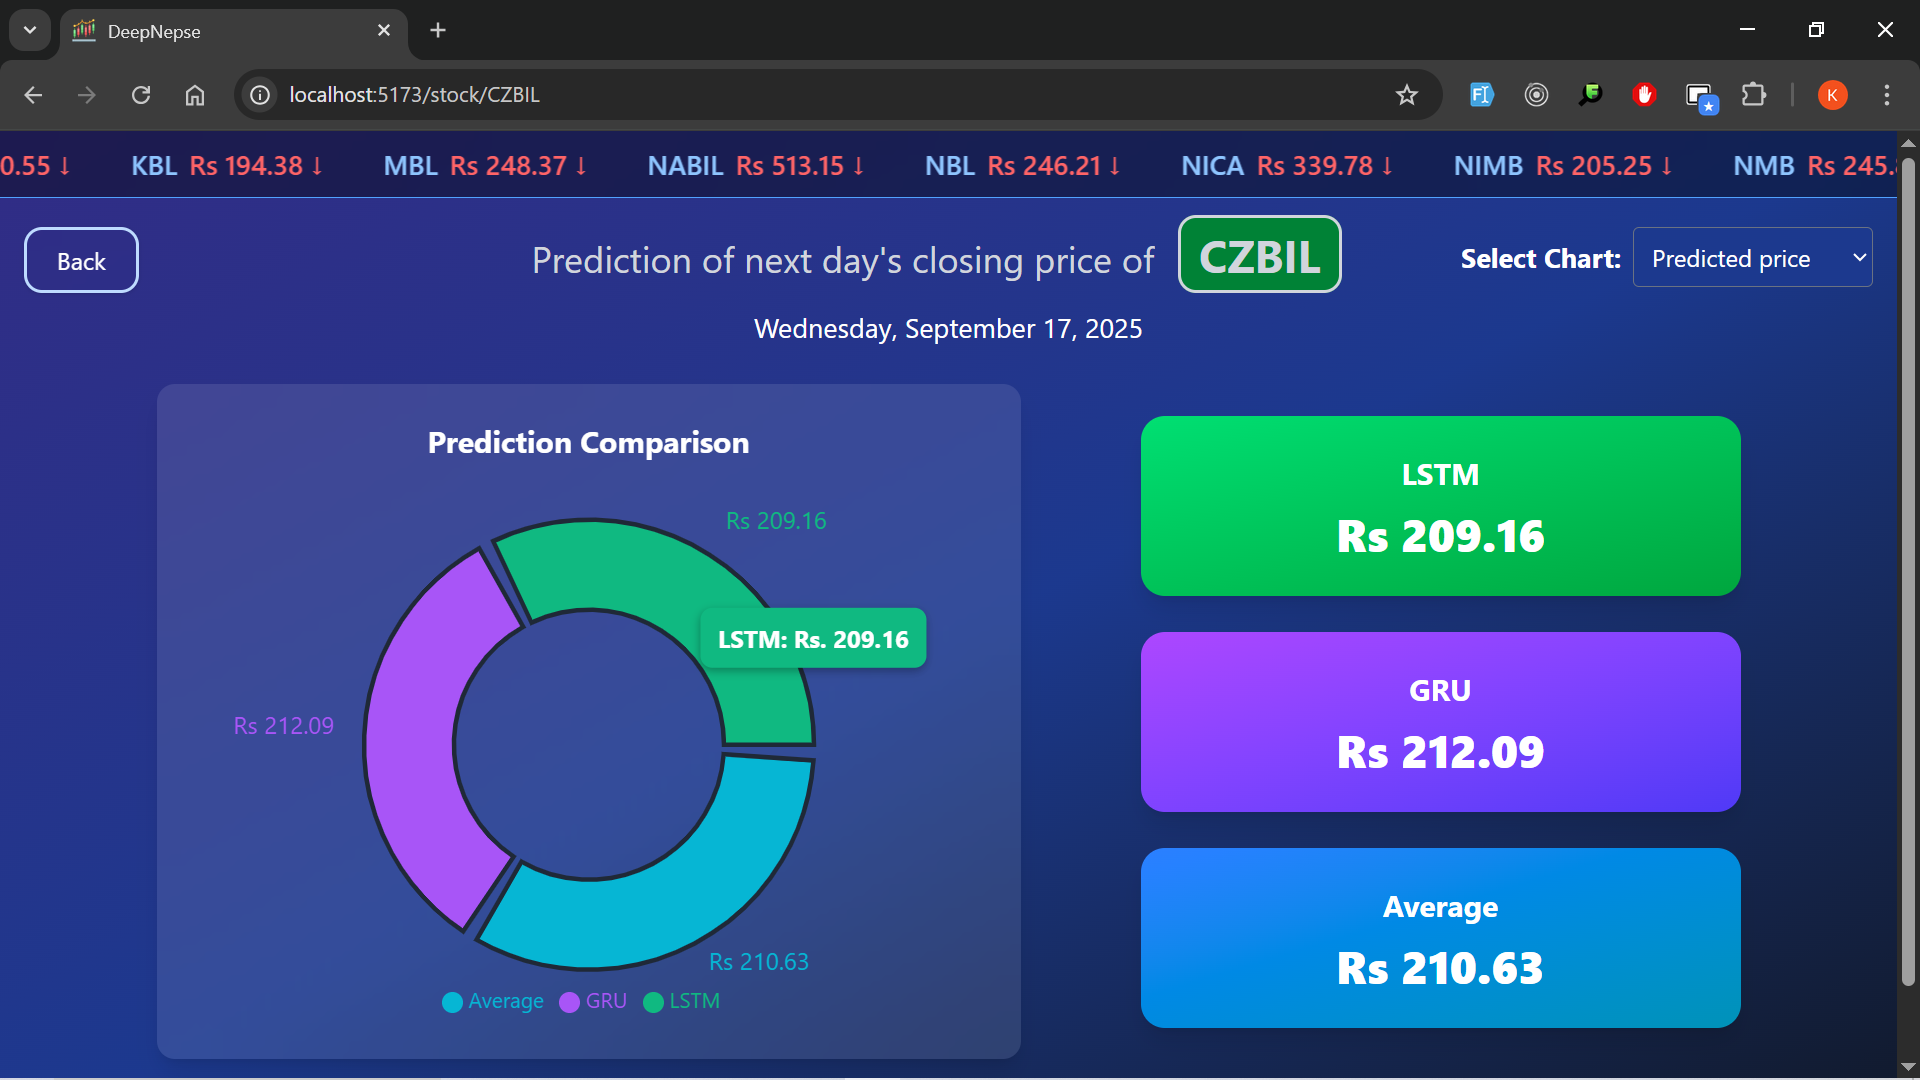 DeepNepse
localhost:5173/stock/CZBIL
K
0.55 ↓ KBL Rs 194.38 ↓ MBL Rs 248.37 ↓ NABIL Rs 513.15 ↓ NBL Rs 246.21 ↓ NICA Rs 339.78 ↓ NIMB Rs 205.25 ↓ NMB Rs 245.
Back
Prediction of next day's closing price of CZBIL
Select Chart: Predicted price
Wednesday, September 17, 2025
Prediction Comparison
Rs 209.16
LSTM: Rs. 209.16
Rs 212.09
Rs 210.63
Average GRU LSTM
LSTM
Rs 209.16
GRU
Rs 212.09
Average
Rs 210.63